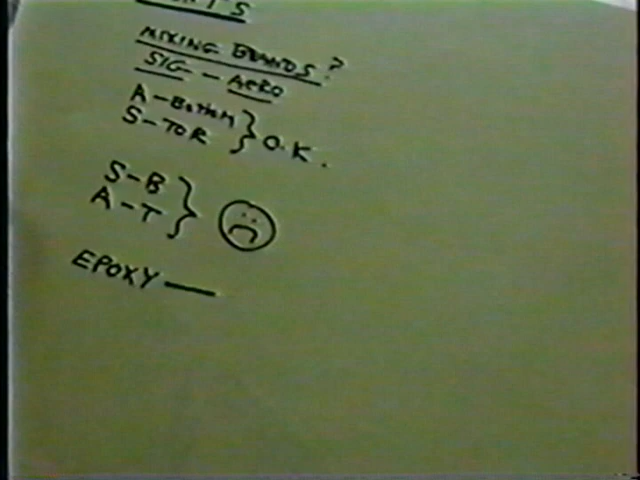 MIXING BRANDS?
SIG - AERO
A - BOTTOM
S - TOP
} O.K.
S-B
A-T
}
EPOXY —